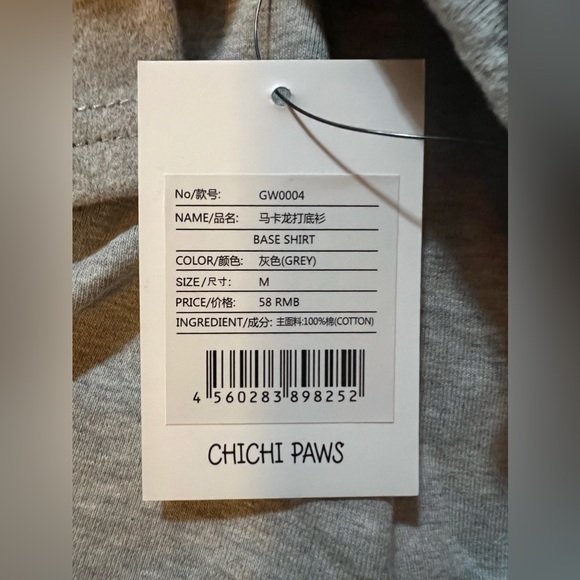 No/款号: GW0004
NAME/品名: 马卡龙打底衫
BASE SHIRT
COLOR/颜色: 灰色(GREY)
SIZE/尺寸: M
PRICE/价格: 58 RMB
INGREDIENT/成分: 主面料:100%棉(COTTON)
4 560283 898252
CHICHI PAWS